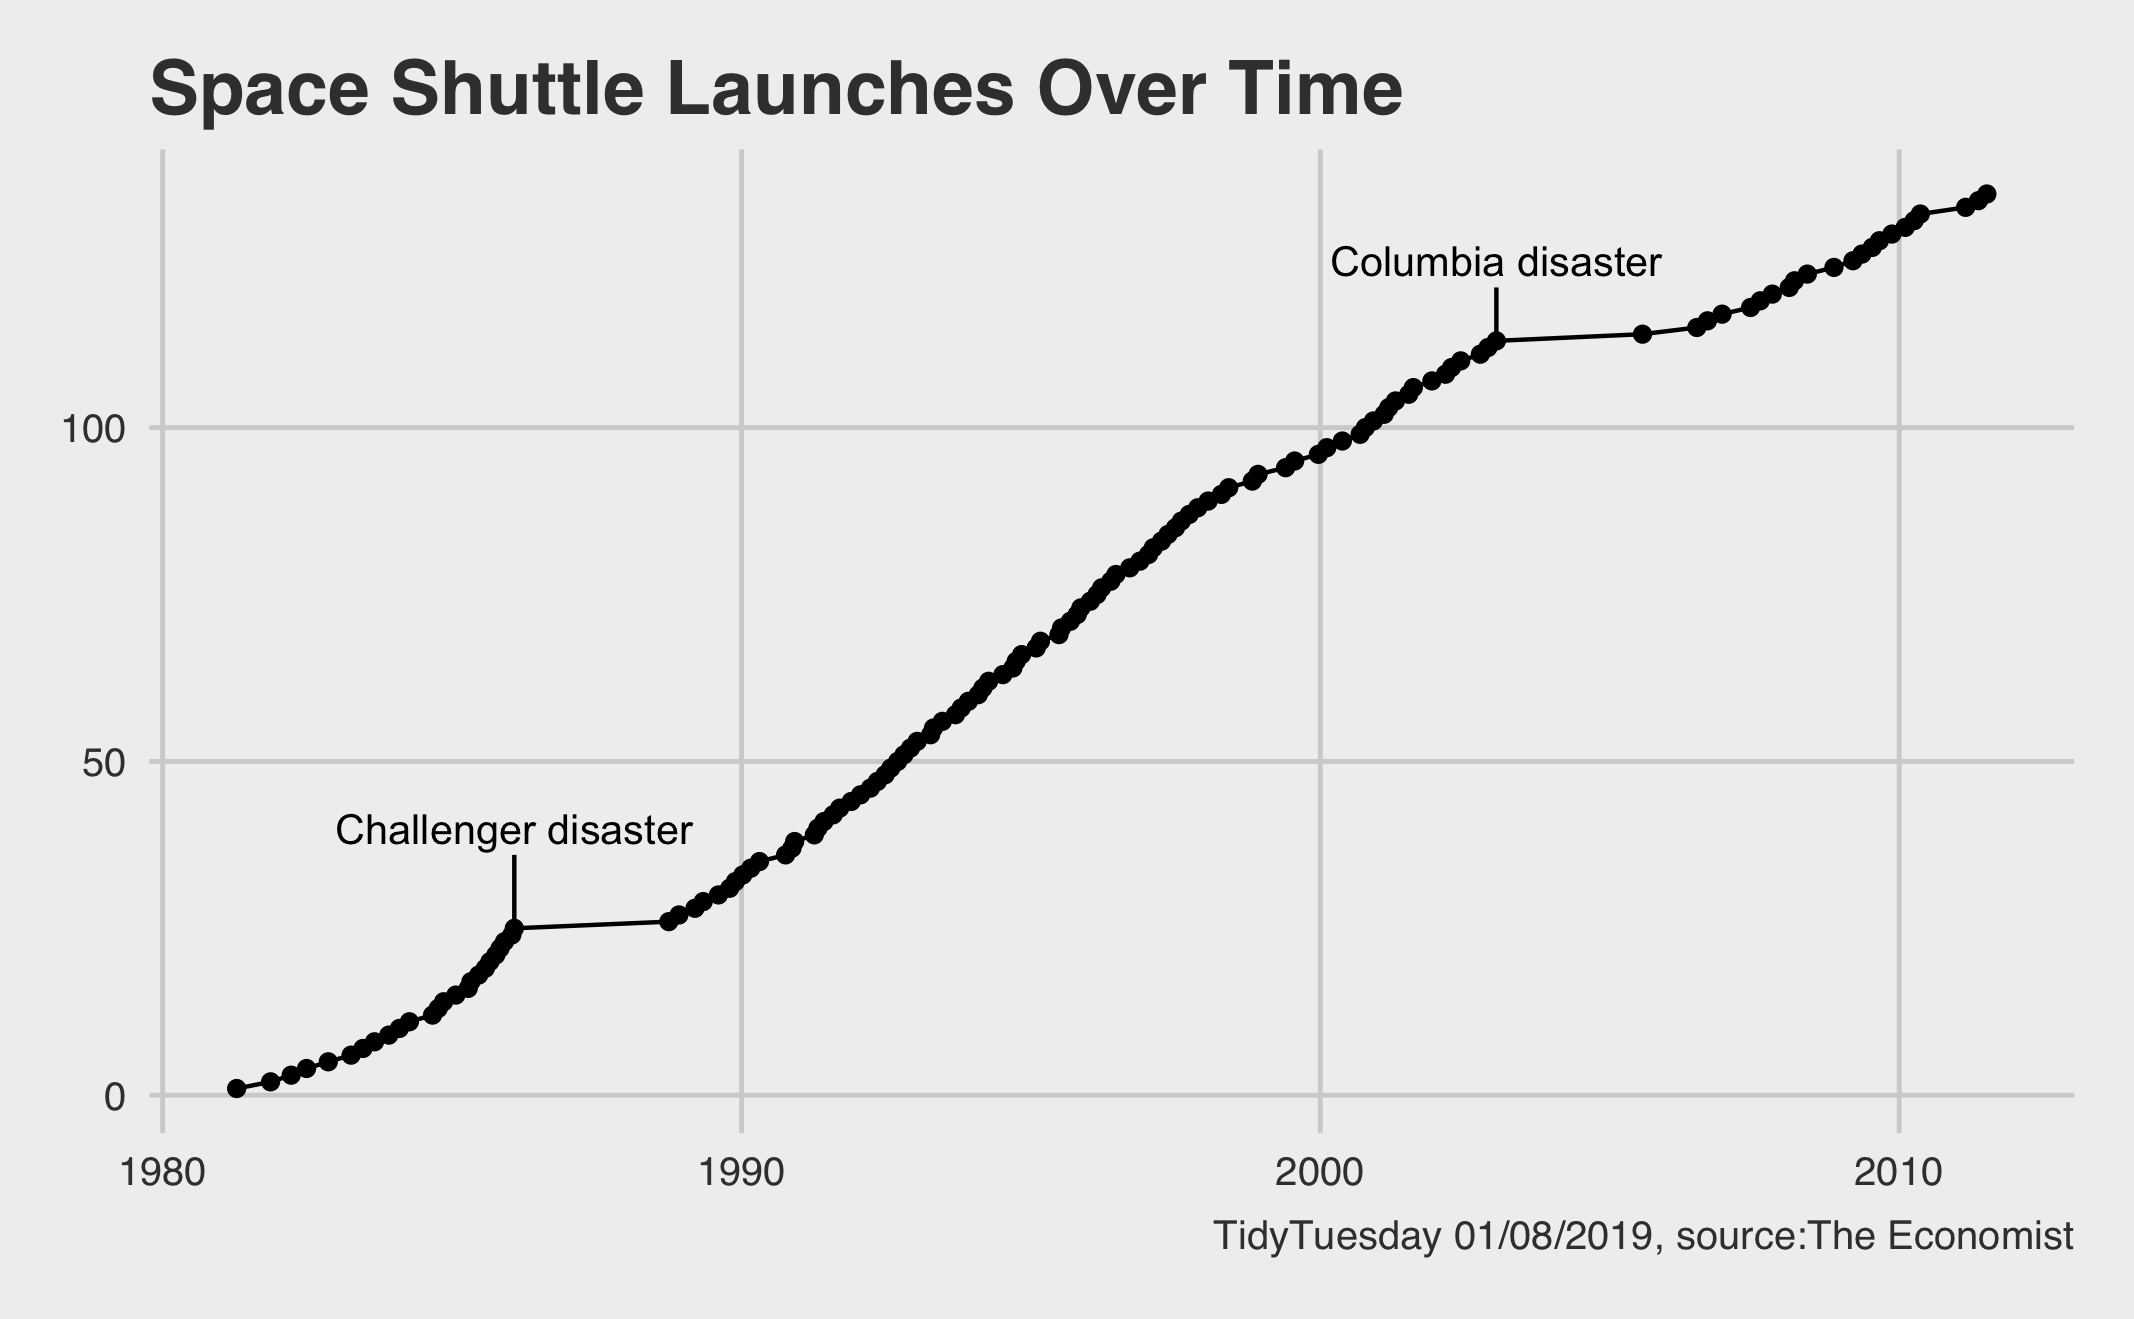 Space Shuttle Launches Over Time
Columbia disaster
100
50
Challenger disaster
0
1980 1990 2000 2010
TidyTuesday 01/08/2019, source:The Economist